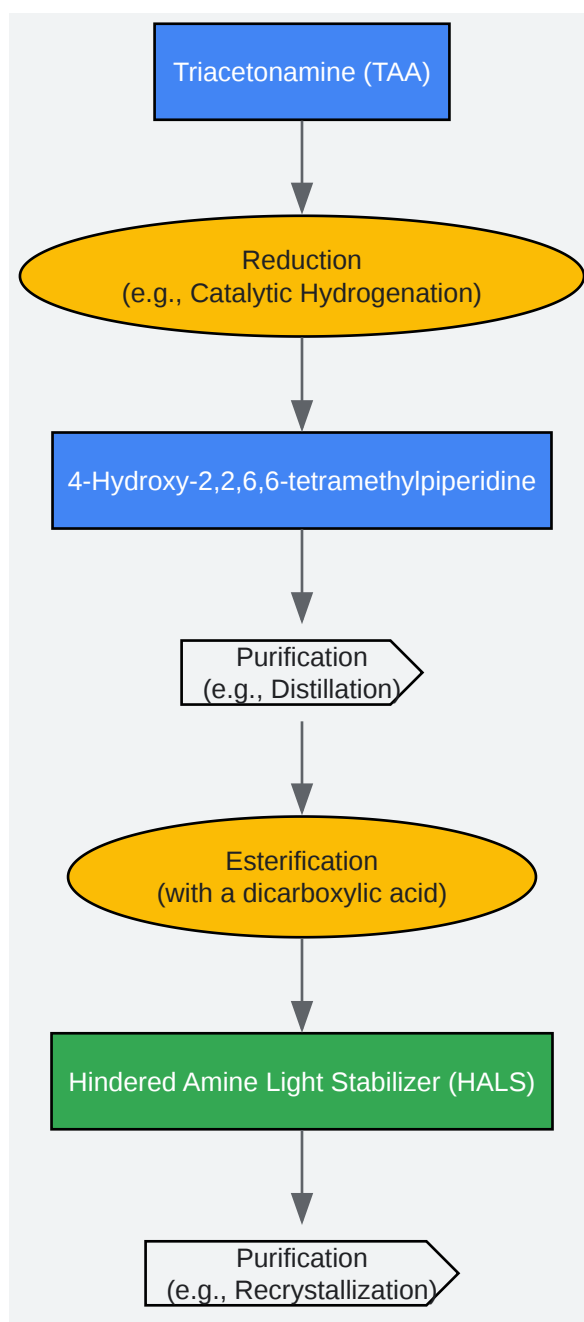 Triacetonamine (TAA)
Reduction
(e.g., Catalytic Hydrogenation)
4-Hydroxy-2,2,6,6-tetramethylpiperidine
Purification
(e.g., Distillation)
Esterification
(with a dicarboxylic acid)
Hindered Amine Light Stabilizer (HALS)
Purification
(e.g., Recrystallization)